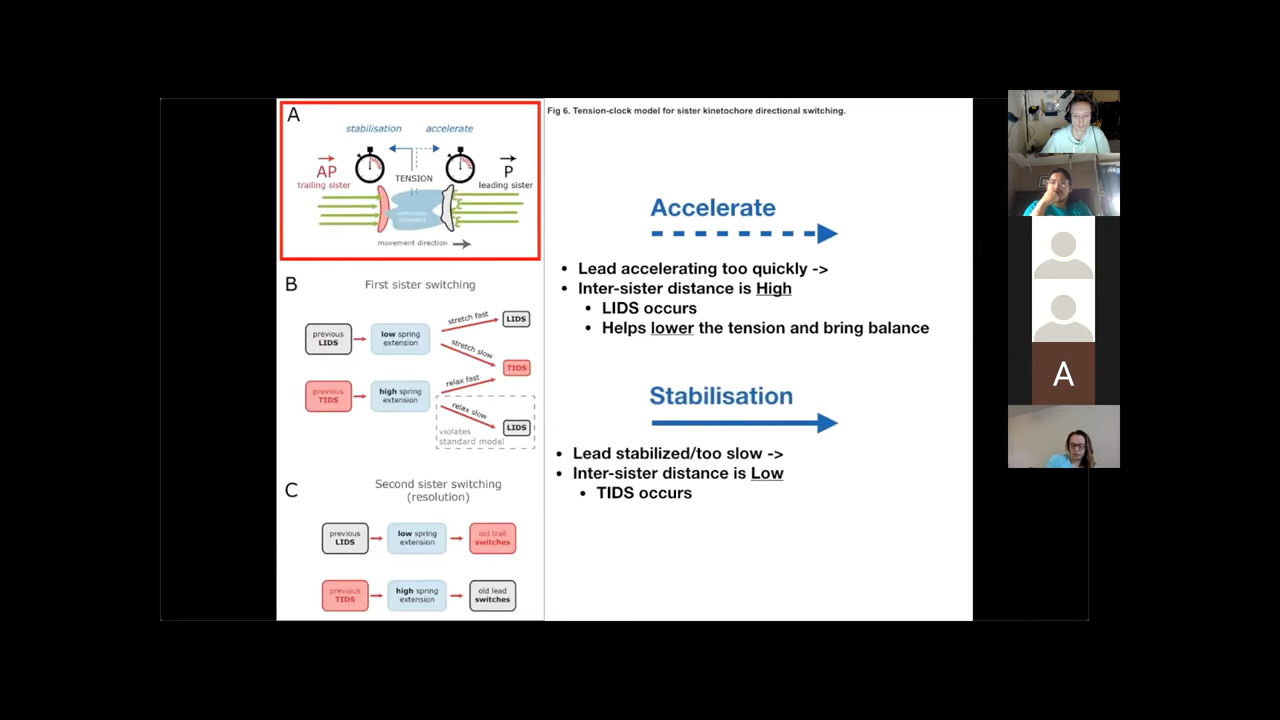 A
stabilisation accelerate
AP
trailing sister
TENSION
P
leading sister
movement direction
B
First sister switching
previous
LIDS
low spring
extension
stretch fast
LIDS
stretch slow
TIDS
previous
TIDS
high spring
extension
relax fast
relax slow
LIDS
violates
standard model
C
Second sister switching
(resolution)
previous
LIDS
low spring
extension
old trail
switches
previous
TIDS
high spring
extension
old lead
switches
Fig 6. Tension-clock model for sister kinetochore directional switching.
Accelerate
• Lead accelerating too quickly ->
• Inter-sister distance is High
• LIDS occurs
• Helps lower the tension and bring balance
Stabilisation
• Lead stabilized/too slow ->
• Inter-sister distance is Low
• TIDS occurs
A